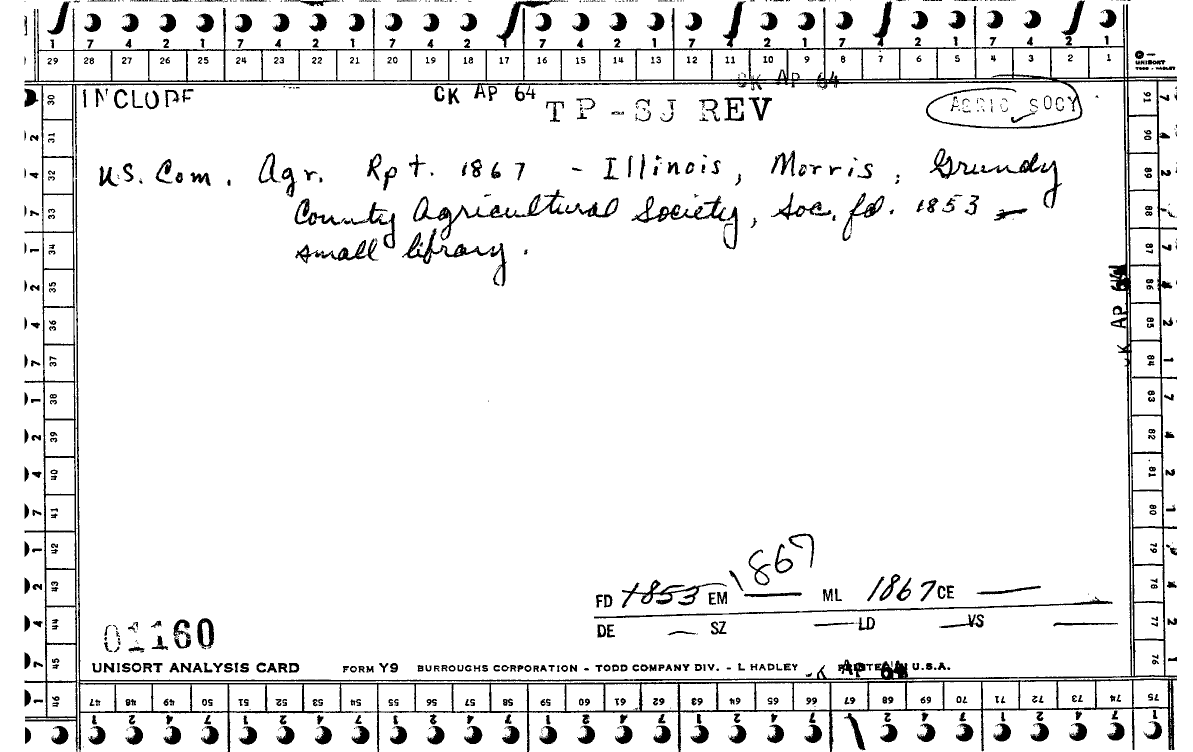 7 4 2 1 7 4 2 1 7 4 2 1 7 4 2 1 7 4 2 1 7 4 2 1 7 4 2 1
29 28 27 26 25 24 23 22 21 20 19 18 17 16 15 14 13 12 11 10 9 8 7 6 5 4 3 2 1
UNISORT
TODD - HADLEY
INCLUDE CK AP 64 CK AP 64
TP-SJ REV AGRIC SOCY
U.S. Com. Agr. Rpt. 1867 - Illinois, Morris, Grundy
County Agricultural Society, Soc. fd. 1853 -
small library.
30 31 32 33 34 35 36 37 38 39 40 41 42 43 44 45 46
91 90 89 88 87 86 85 84 83 82 81 80 79 78 77 76
CK AP 64
1867
FD 1853 EM ML 1867 CE
DE SZ LD VS
01160
UNISORT ANALYSIS CARD FORM Y9 BURROUGHS CORPORATION - TODD COMPANY DIV. - L HADLEY PRINTED IN U.S.A.
CK AP 64
47 48 49 50 51 52 53 54 55 56 57 58 59 60 61 62 63 64 65 66 67 68 69 70 71 72 73 74 75